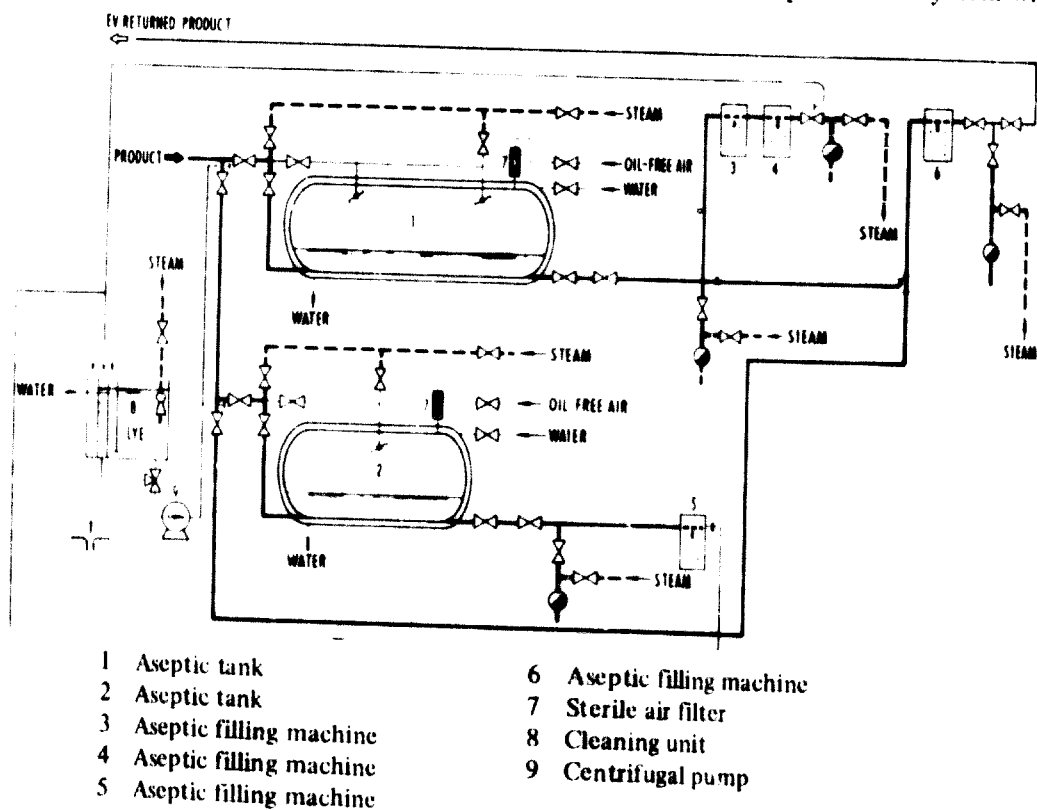 EV RETURNED PRODUCT
STEAM
PRODUCT
7
OIL-FREE AIR
WATER
3
4
6
1
STEAM
STEAM
WATER
STEAM
STEAM
STEAM
WATER
8
LYE
OIL FREE AIR
WATER
2
5
WATER
STEAM
1 Aseptic tank
2 Aseptic tank
3 Aseptic filling machine
4 Aseptic filling machine
5 Aseptic filling machine
6 Aseptic filling machine
7 Sterile air filter
8 Cleaning unit
9 Centrifugal pump